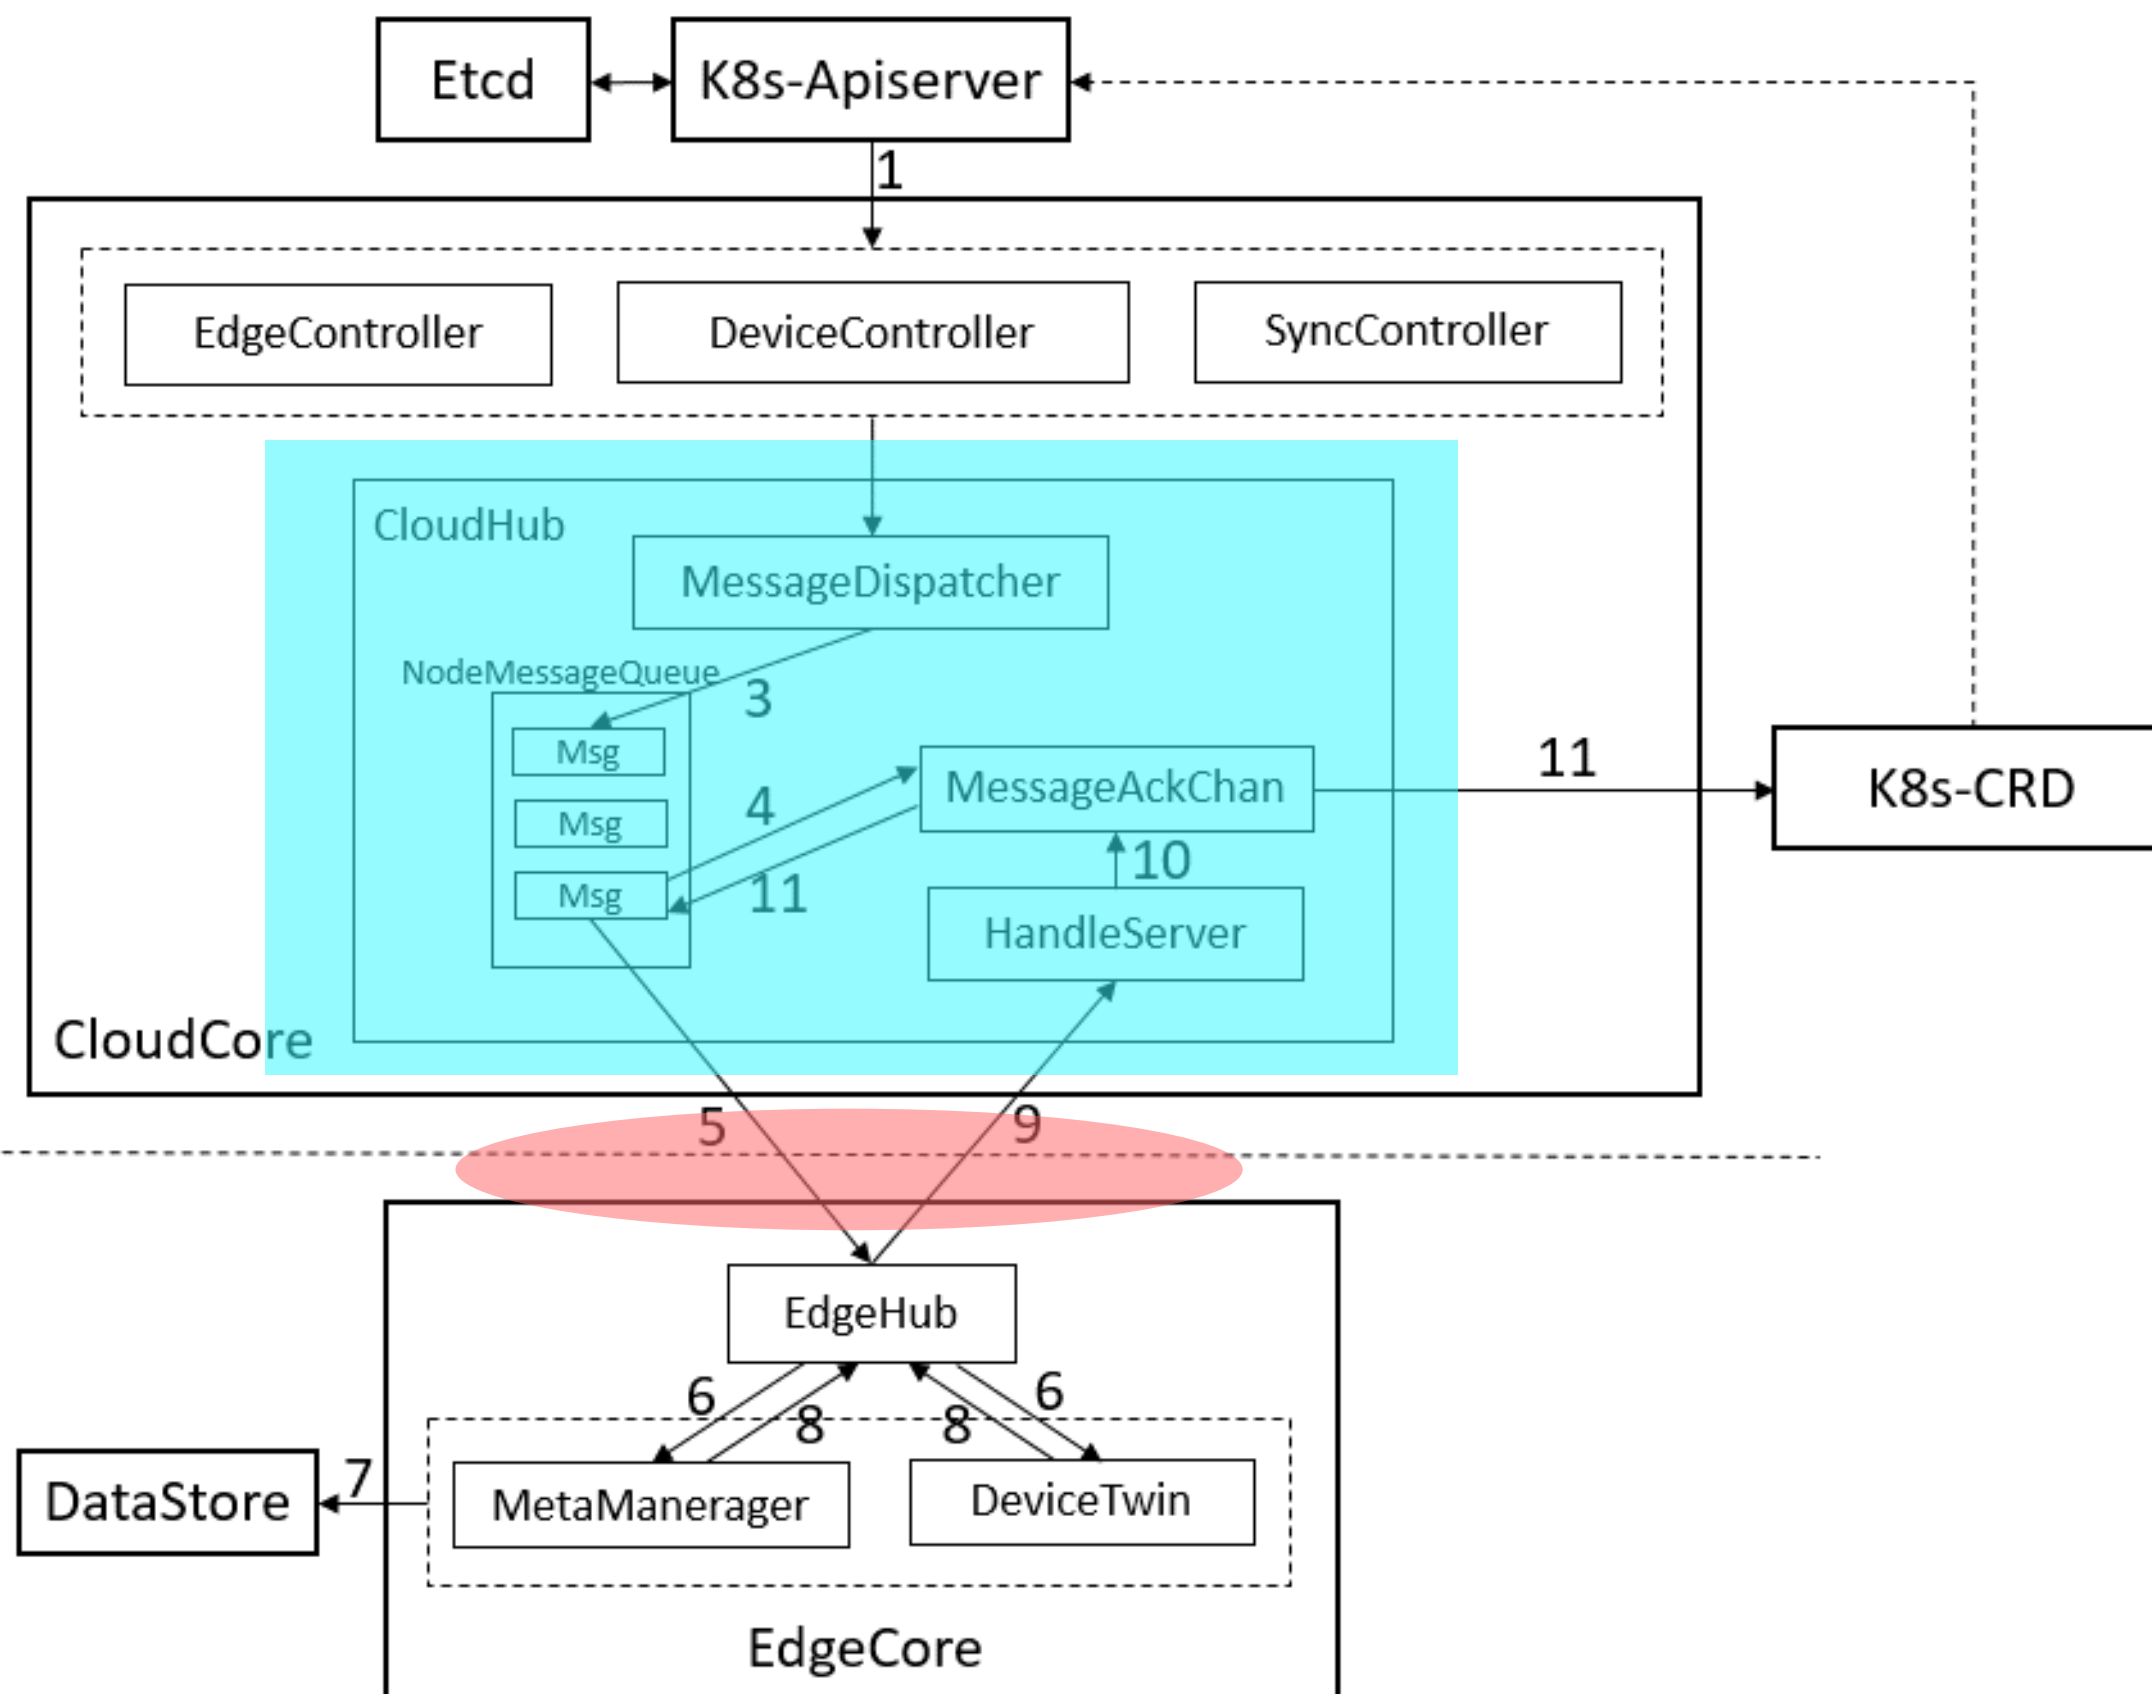 Etcd
K8s-Apiserver
1
EdgeController
DeviceController
SyncController
CloudHub
MessageDispatcher
NodeMessageQueue
3
Msg
4
MessageAckChan
11
K8s-CRD
Msg
10
Msg
11
HandleServer
CloudCore
5
9
EdgeHub
6
6
8
8
7
DataStore
MetaManerager
DeviceTwin
EdgeCore